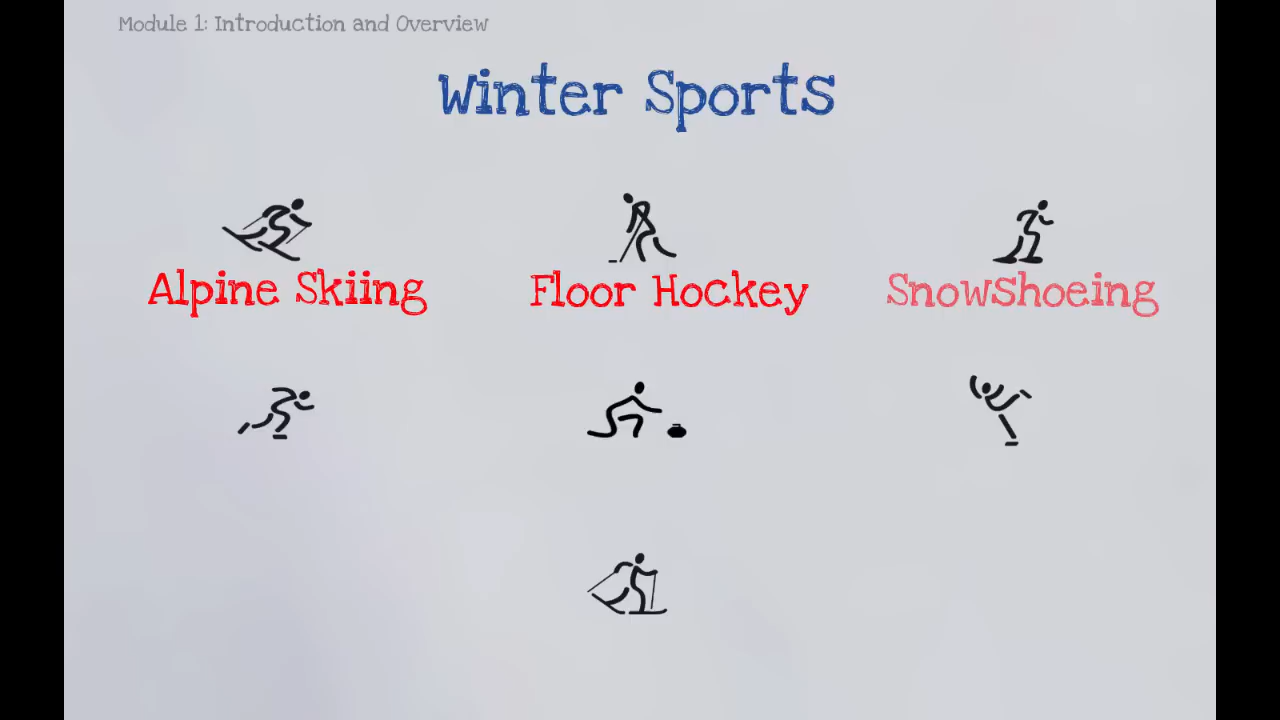 Module 1: Introduction and Overview
Winter Sports
Alpine Skiing
Floor Hockey
Snowshoeing